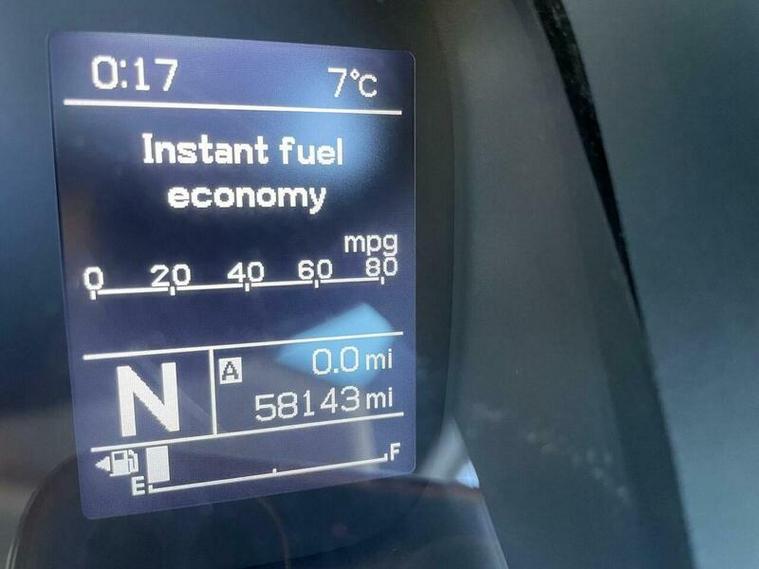 0:17 7°C
Instant fuel
economy
mpg
0 20 40 60 80
N A 0.0 mi
58143 mi
E F